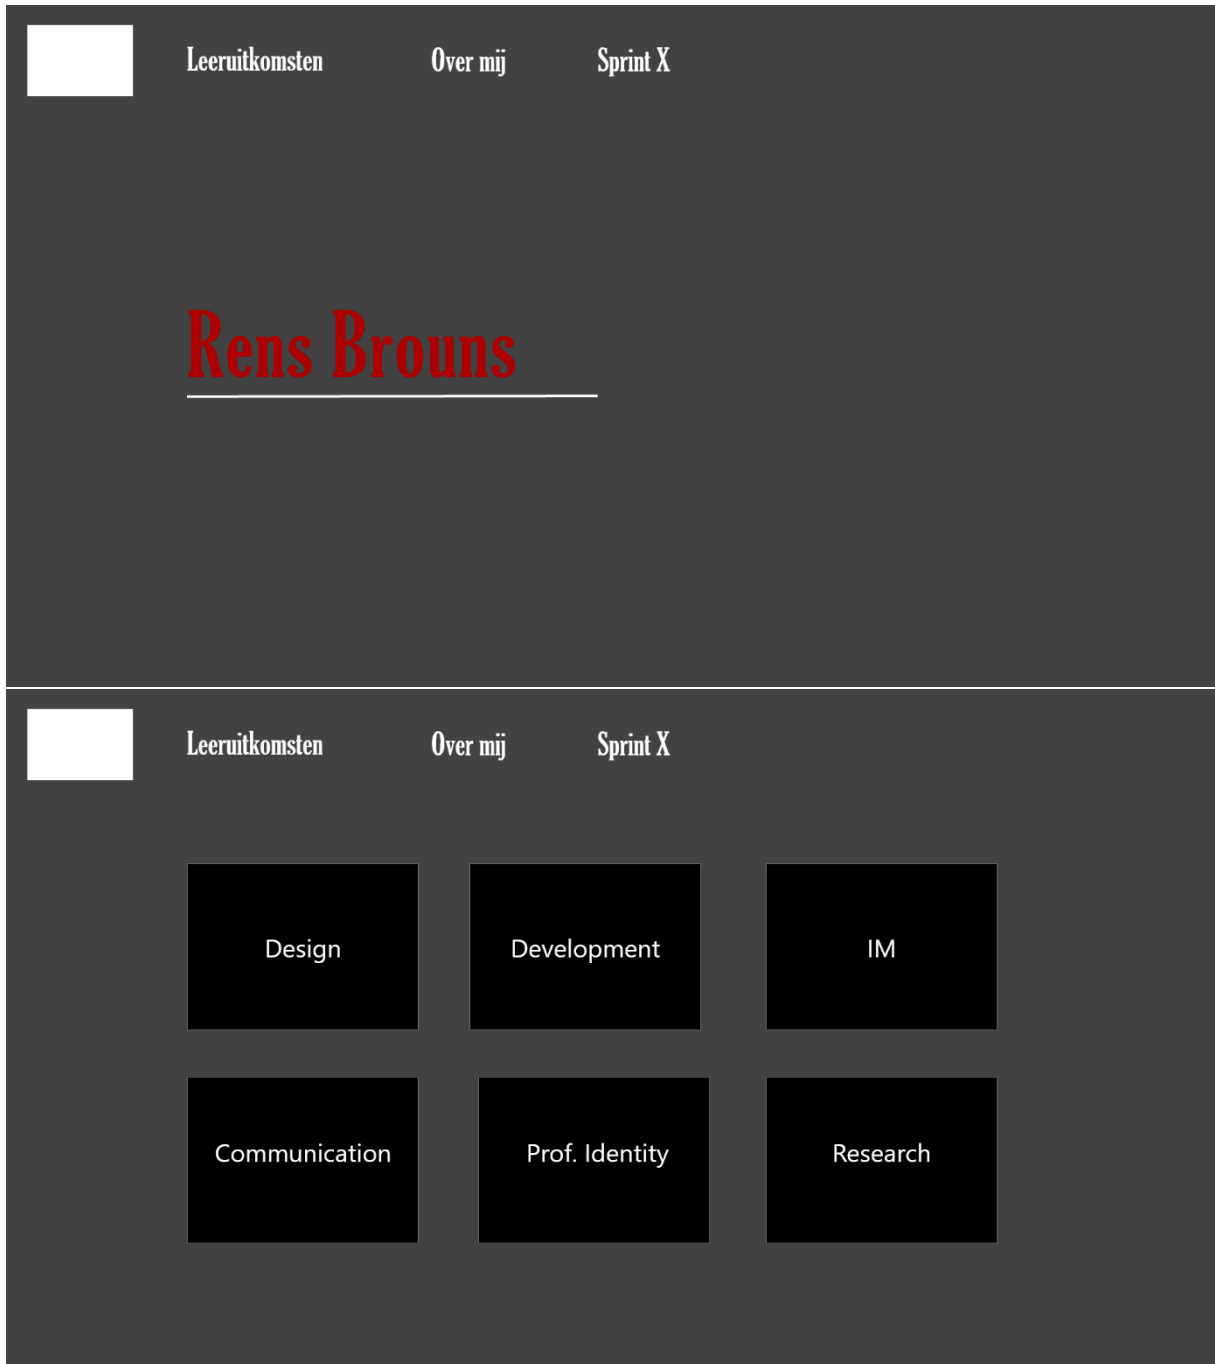 Leeruitkomsten Over mij Sprint X
Rens Brouns
Leeruitkomsten Over mij Sprint X
Design Development IM
Communication Prof. Identity Research